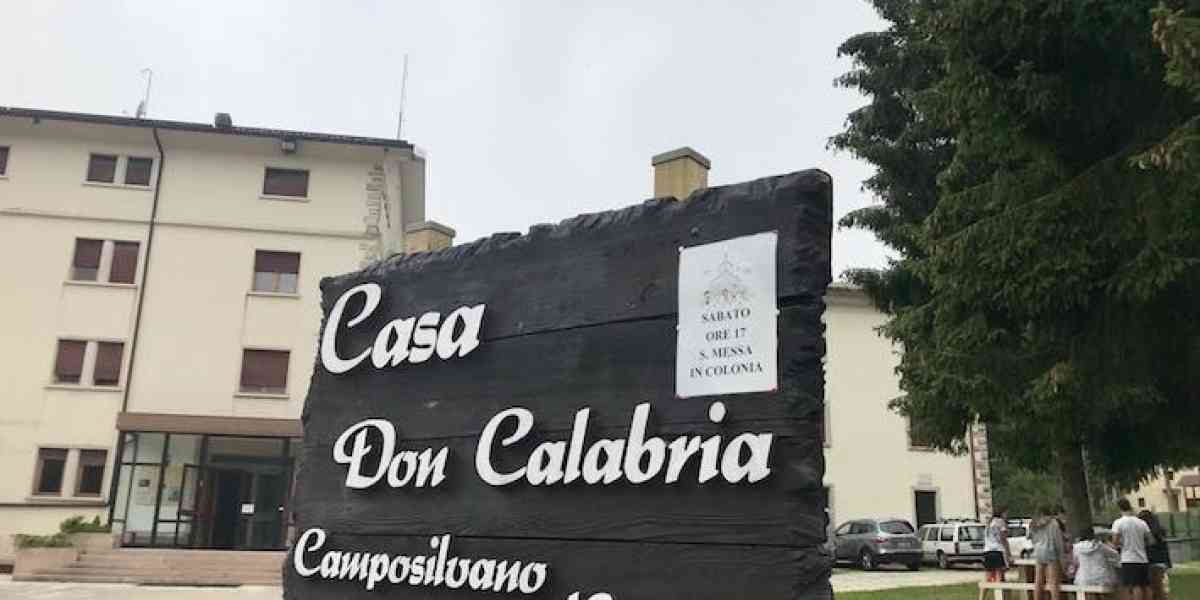 Casa
Don Calabria
Camposilvano
SABATO
ORE 17
S. MESSA
IN COLONIA